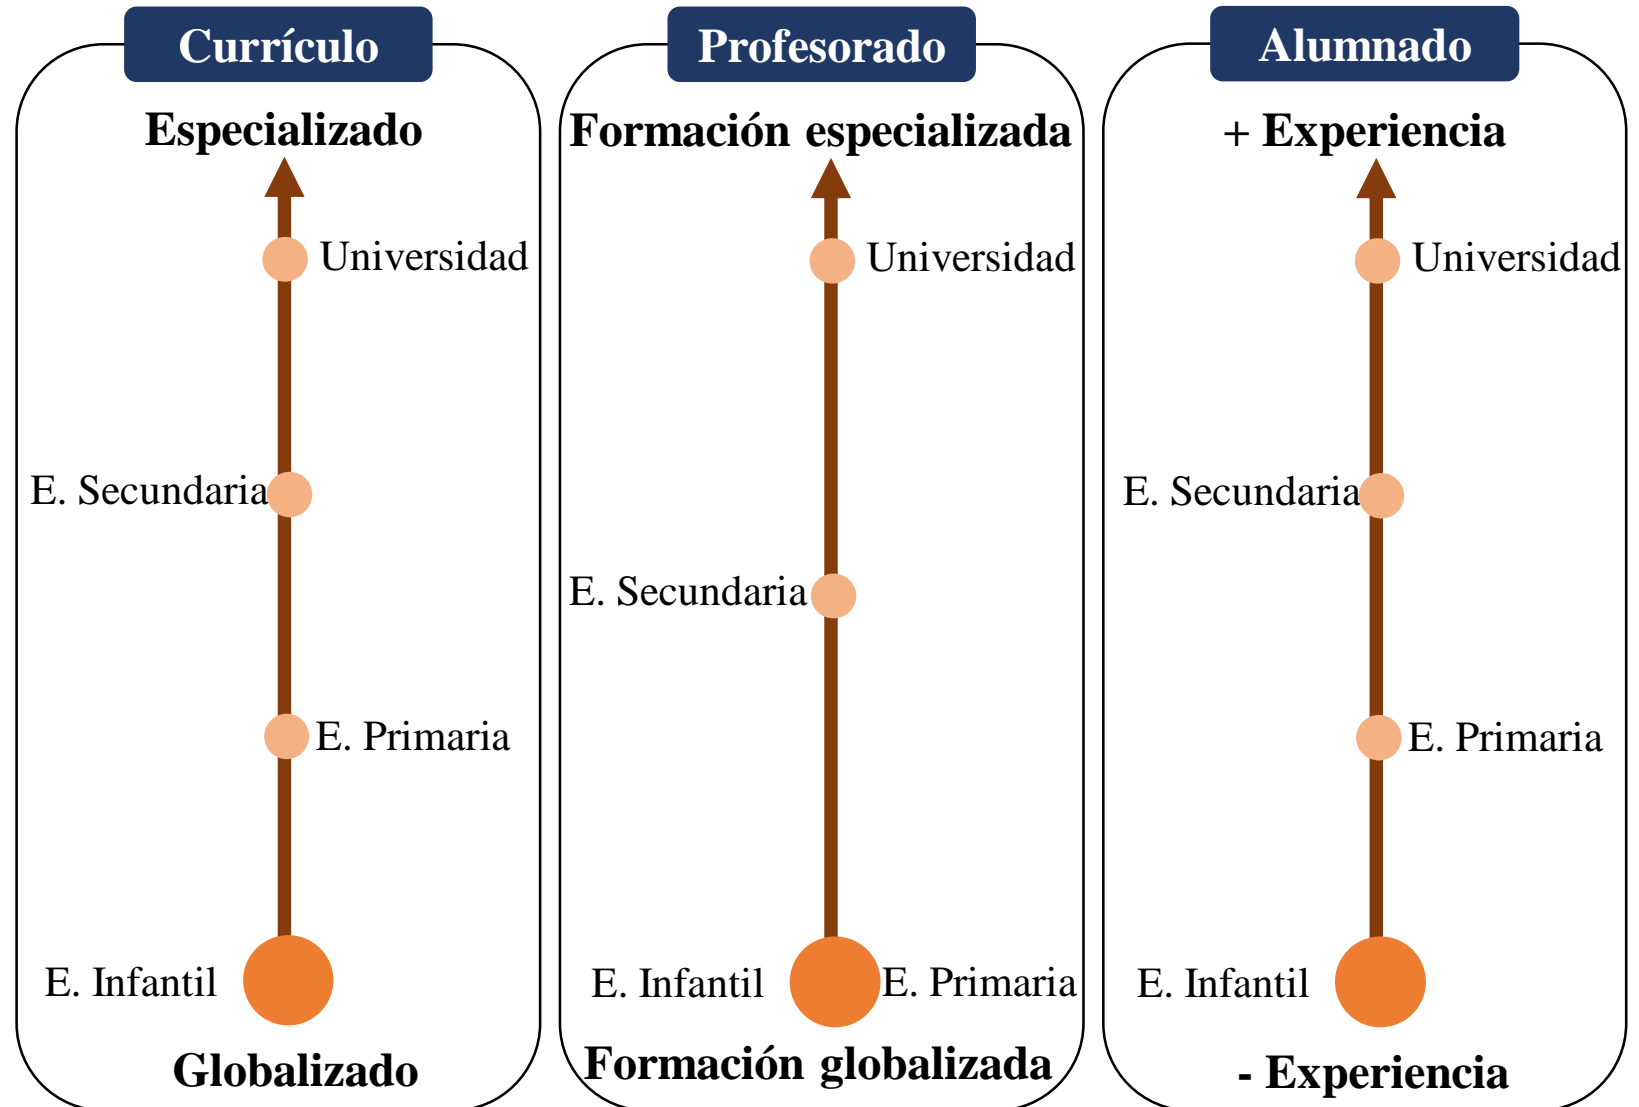 Currículo
Especializado
Universidad
E. Secundaria
E. Primaria
E. Infantil
Globalizado
Profesorado
Formación especializada
Universidad
E. Secundaria
E. Infantil
E. Primaria
Formación globalizada
Alumnado
+ Experiencia
Universidad
E. Secundaria
E. Primaria
E. Infantil
- Experiencia